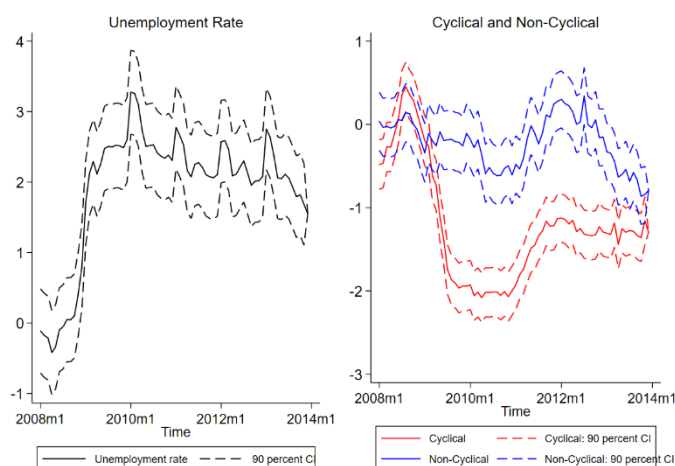 Unemployment Rate
4
3
2
1
0
-1
2008m1 2010m1 2012m1 2014m1
Time
Unemployment rate 90 percent CI
Cyclical and Non-Cyclical
1
0
-1
-2
-3
2008m1 2010m1 2012m1 2014m1
Time
Cyclical Cyclical: 90 percent CI
Non-Cyclical Non-Cyclical: 90 percent CI